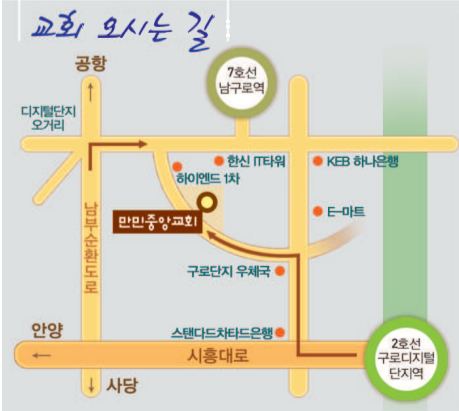 교회 오시는 길
공항
7호선
남구로역
디지털단지
오거리
한신 IT타워
KEB 하나은행
하이엔드 1차
E-마트
만민중앙교회
남부순환도로
구로단지 우체국
스탠다드차타드은행
안양
시흥대로
2호선
구로디지털
단지역
사당